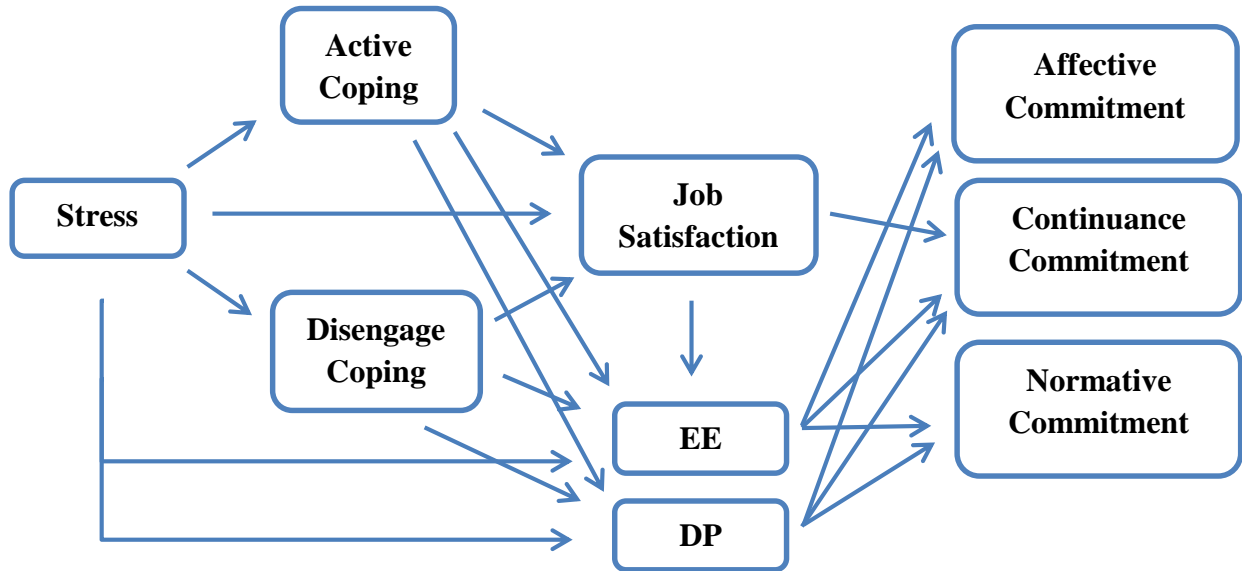 Active
Coping
Affective
Commitment
Stress
Job
Satisfaction
Continuance
Commitment
Disengage
Coping
Normative
Commitment
EE
DP